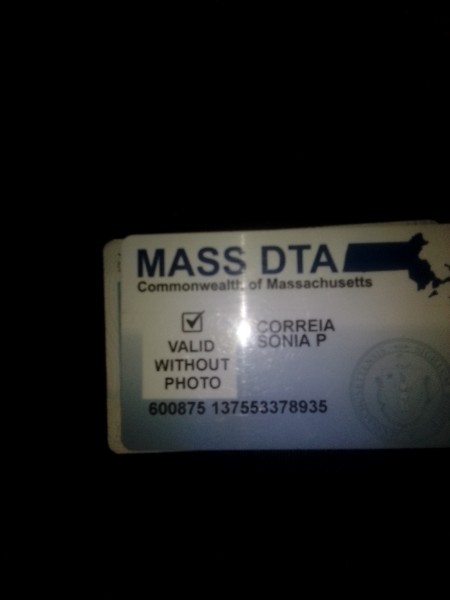 MASS DTA
Commonwealth of Massachusetts
CORREIA
SONIA P
VALID
WITHOUT
PHOTO
600875 137553378935